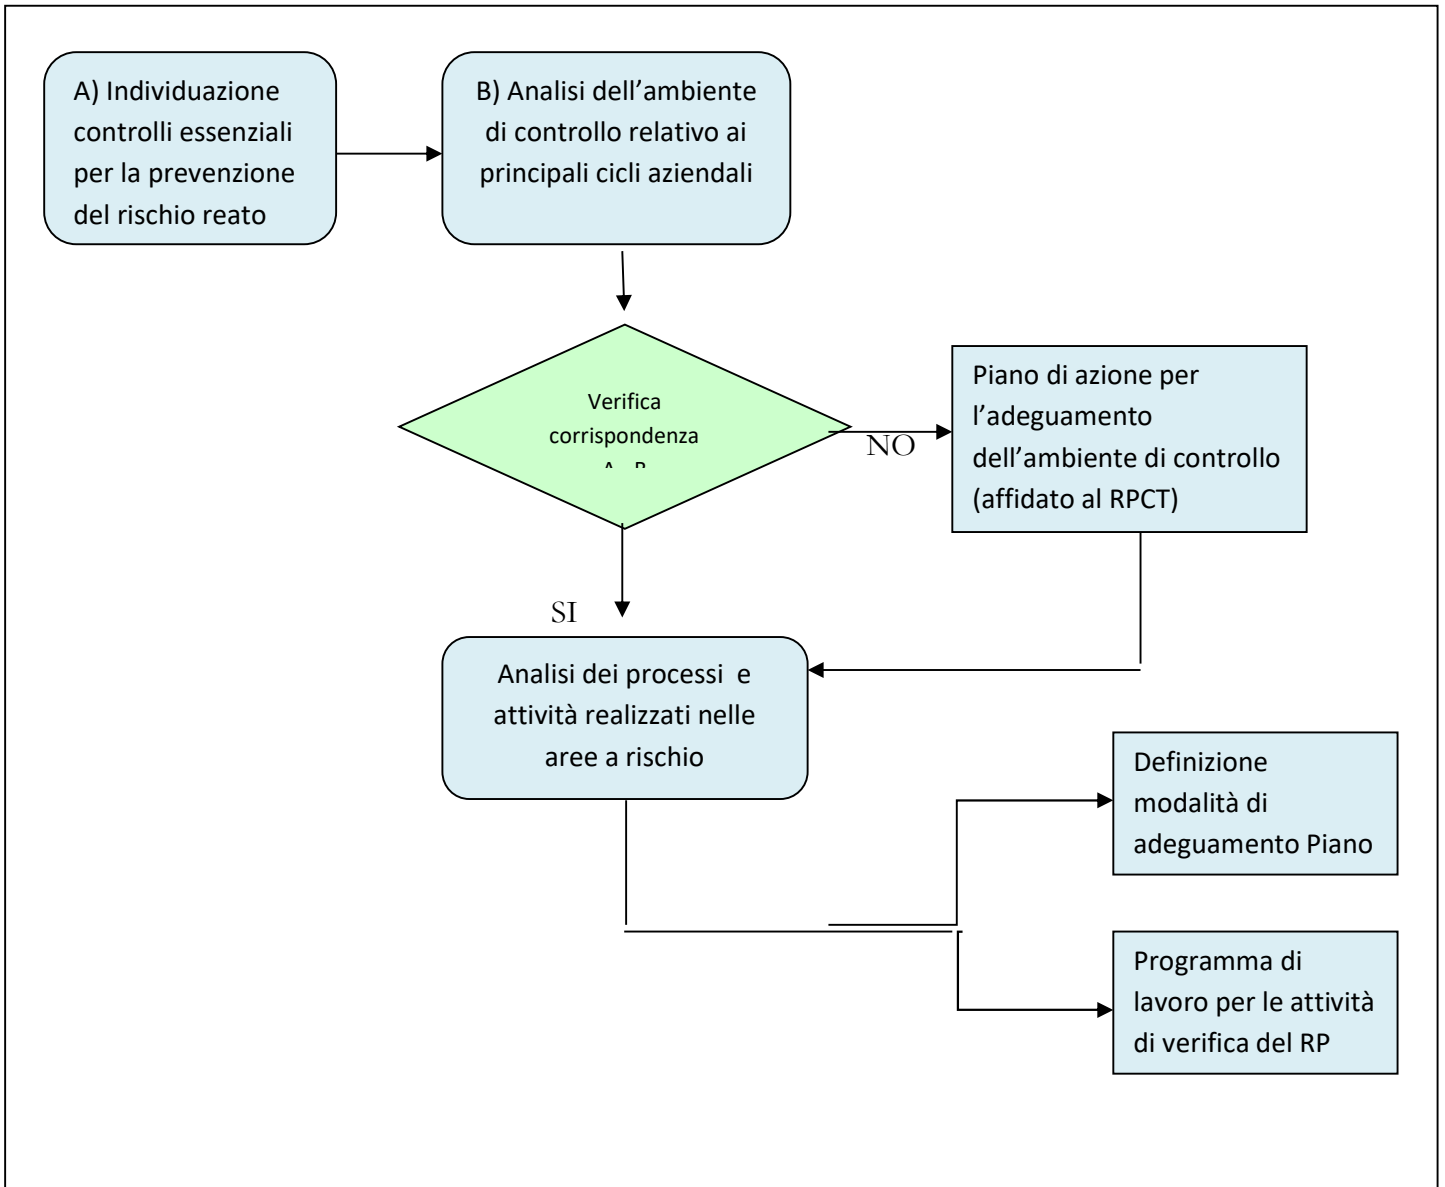 A) Individuazione
controlli essenziali
per la prevenzione
del rischio reato
B) Analisi dell’ambiente
di controllo relativo ai
principali cicli aziendali
Verifica
corrispondenza
NO
Piano di azione per
l’adeguamento
dell’ambiente di controllo
(affidato al RPCT)
SI
Analisi dei processi e
attività realizzati nelle
aree a rischio
Definizione
modalità di
adeguamento Piano
Programma di
lavoro per le attività
di verifica del RP